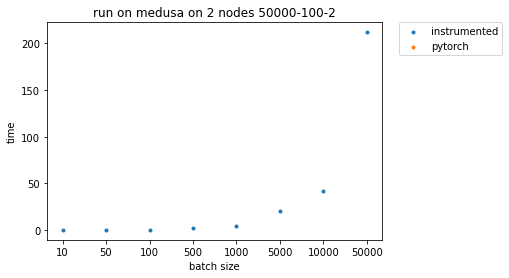 run on medusa on 2 nodes 50000-100-2
instrumented
pytorch
200
150
100
50
0
time
10 50 100 500 1000 5000 10000 50000
batch size